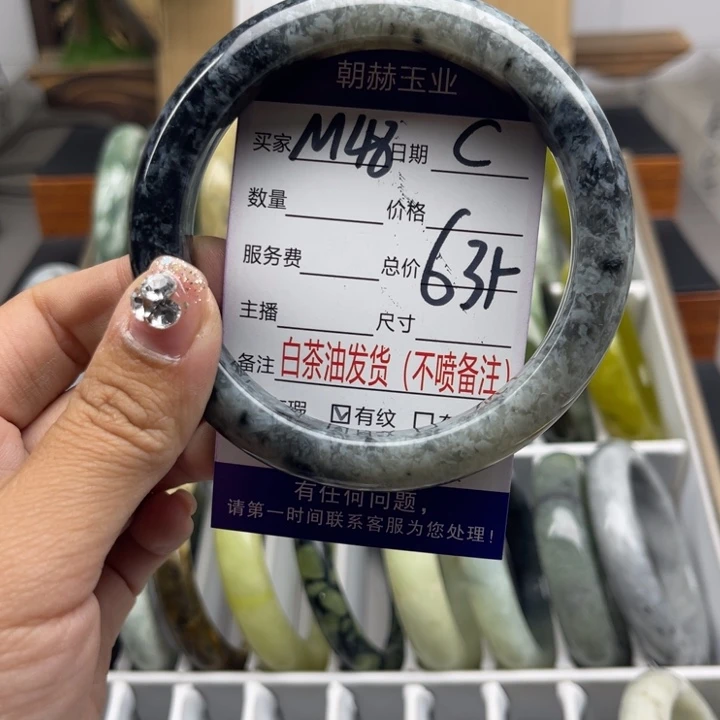 朝赫玉业
买家 M48 日期 C
数量 价格
服务费 总价 63+
主播 尺寸
备注 白茶油发货（不喷备注）
瑕 ☑有纹 □
有任何问题，
请第一时间联系客服为您处理！